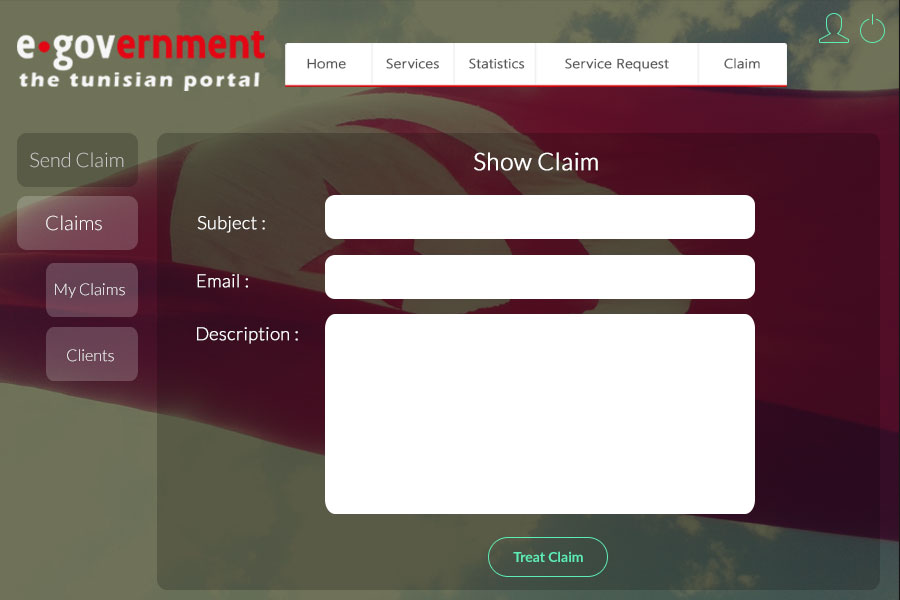 e•government
the tunisian portal
Home
Services
Statistics
Service Request
Claim
Send Claim
Claims
My Claims
Clients
Show Claim
Subject :
Email :
Description :
Treat Claim